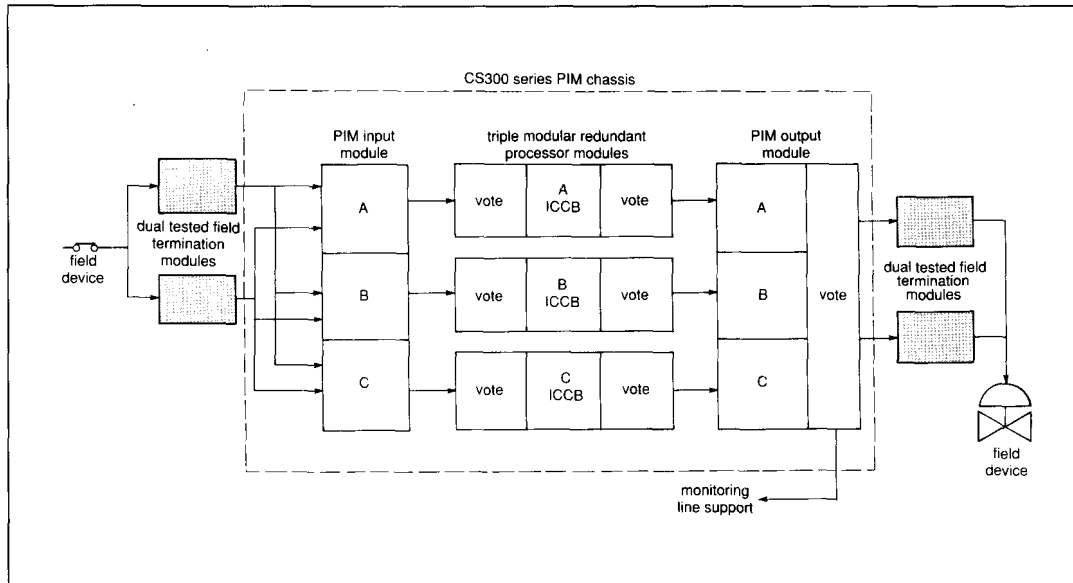 CS300 series PIM chassis
PIM input
module
triple modular redundant
processor modules
PIM output
module
dual tested field
termination
modules
field
device
A
B
C
vote
A
ICCB
vote
vote
B
ICCB
vote
vote
C
ICCB
vote
A
B
C
vote
dual tested field
termination
modules
field
device
monitoring
line support